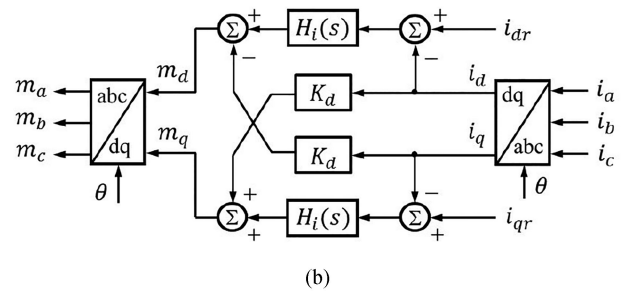 + Σ + H_i(s) Σ + i_dr
− −
m_a m_d K_d i_d i_a
m_b abc dq dq abc i_b
m_c m_q K_d i_q i_c
θ θ
+ −
Σ + H_i(s) Σ + i_qr
(b)